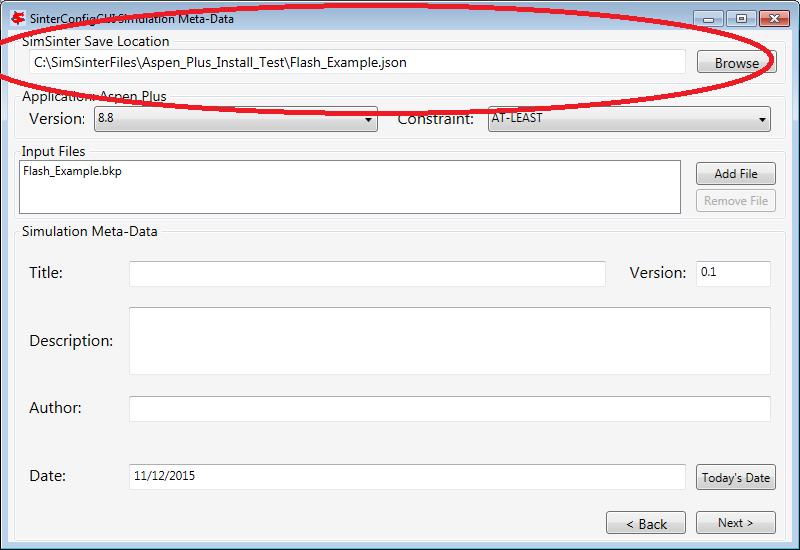 SinterConfigGUI Simulation Meta-Data
SimSinter Save Location
C:\SimSinterFiles\Aspen_Plus_Install_Test\Flash_Example.json
Browse
Application: Aspen Plus
Version: 8.8 Constraint: AT-LEAST
Input Files
Flash_Example.bkp
Add File
Remove File
Simulation Meta-Data
Title: Version: 0.1
Description:
Author:
Date: 11/12/2015 Today's Date
< Back Next >